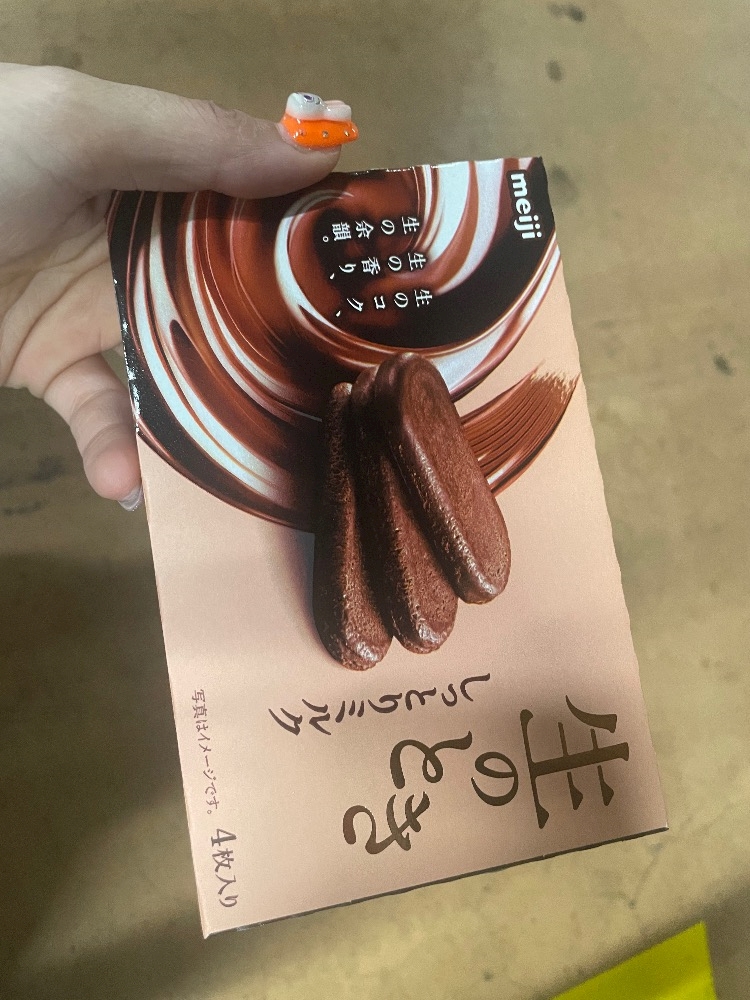 meiji
生のコク、
生の香り、
生の余韻。
生のとき
しっとりミルク
写真はイメージです。
4枚入り